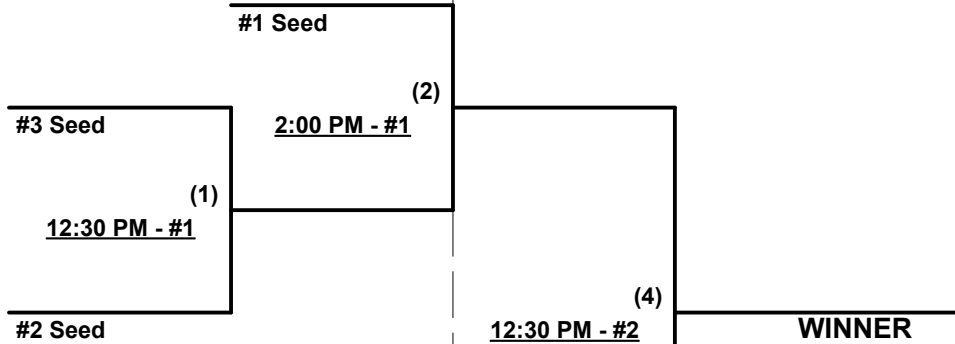 #1 Seed
(2)
2:00 PM - #1
#3 Seed
(1)
12:30 PM - #1
#2 Seed
(4)
12:30 PM - #2
WINNER